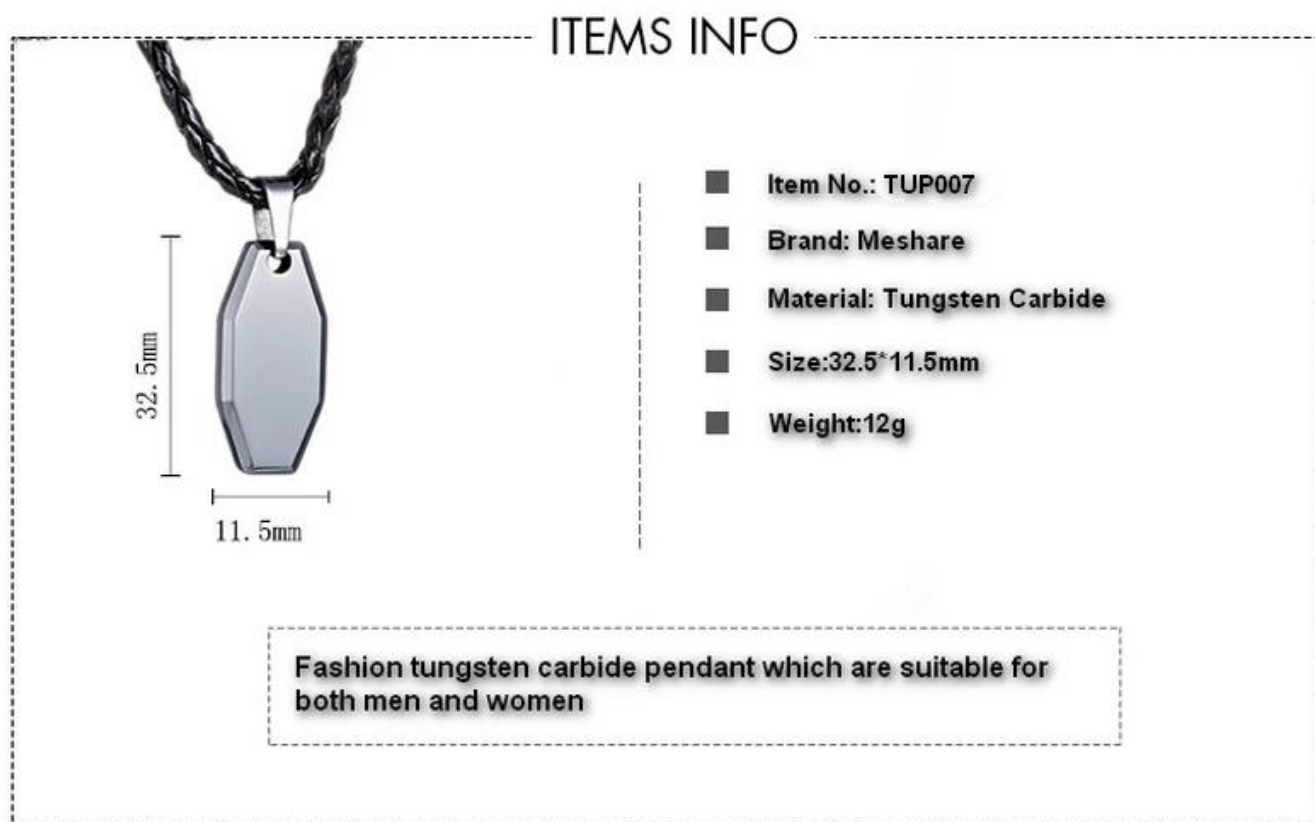 ITEMS INFO
32.5mm
11.5mm
Item No.: TUP007
Brand: Meshare
Material: Tungsten Carbide
Size:32.5*11.5mm
Weight:12g
Fashion tungsten carbide pendant which are suitable for
both men and women